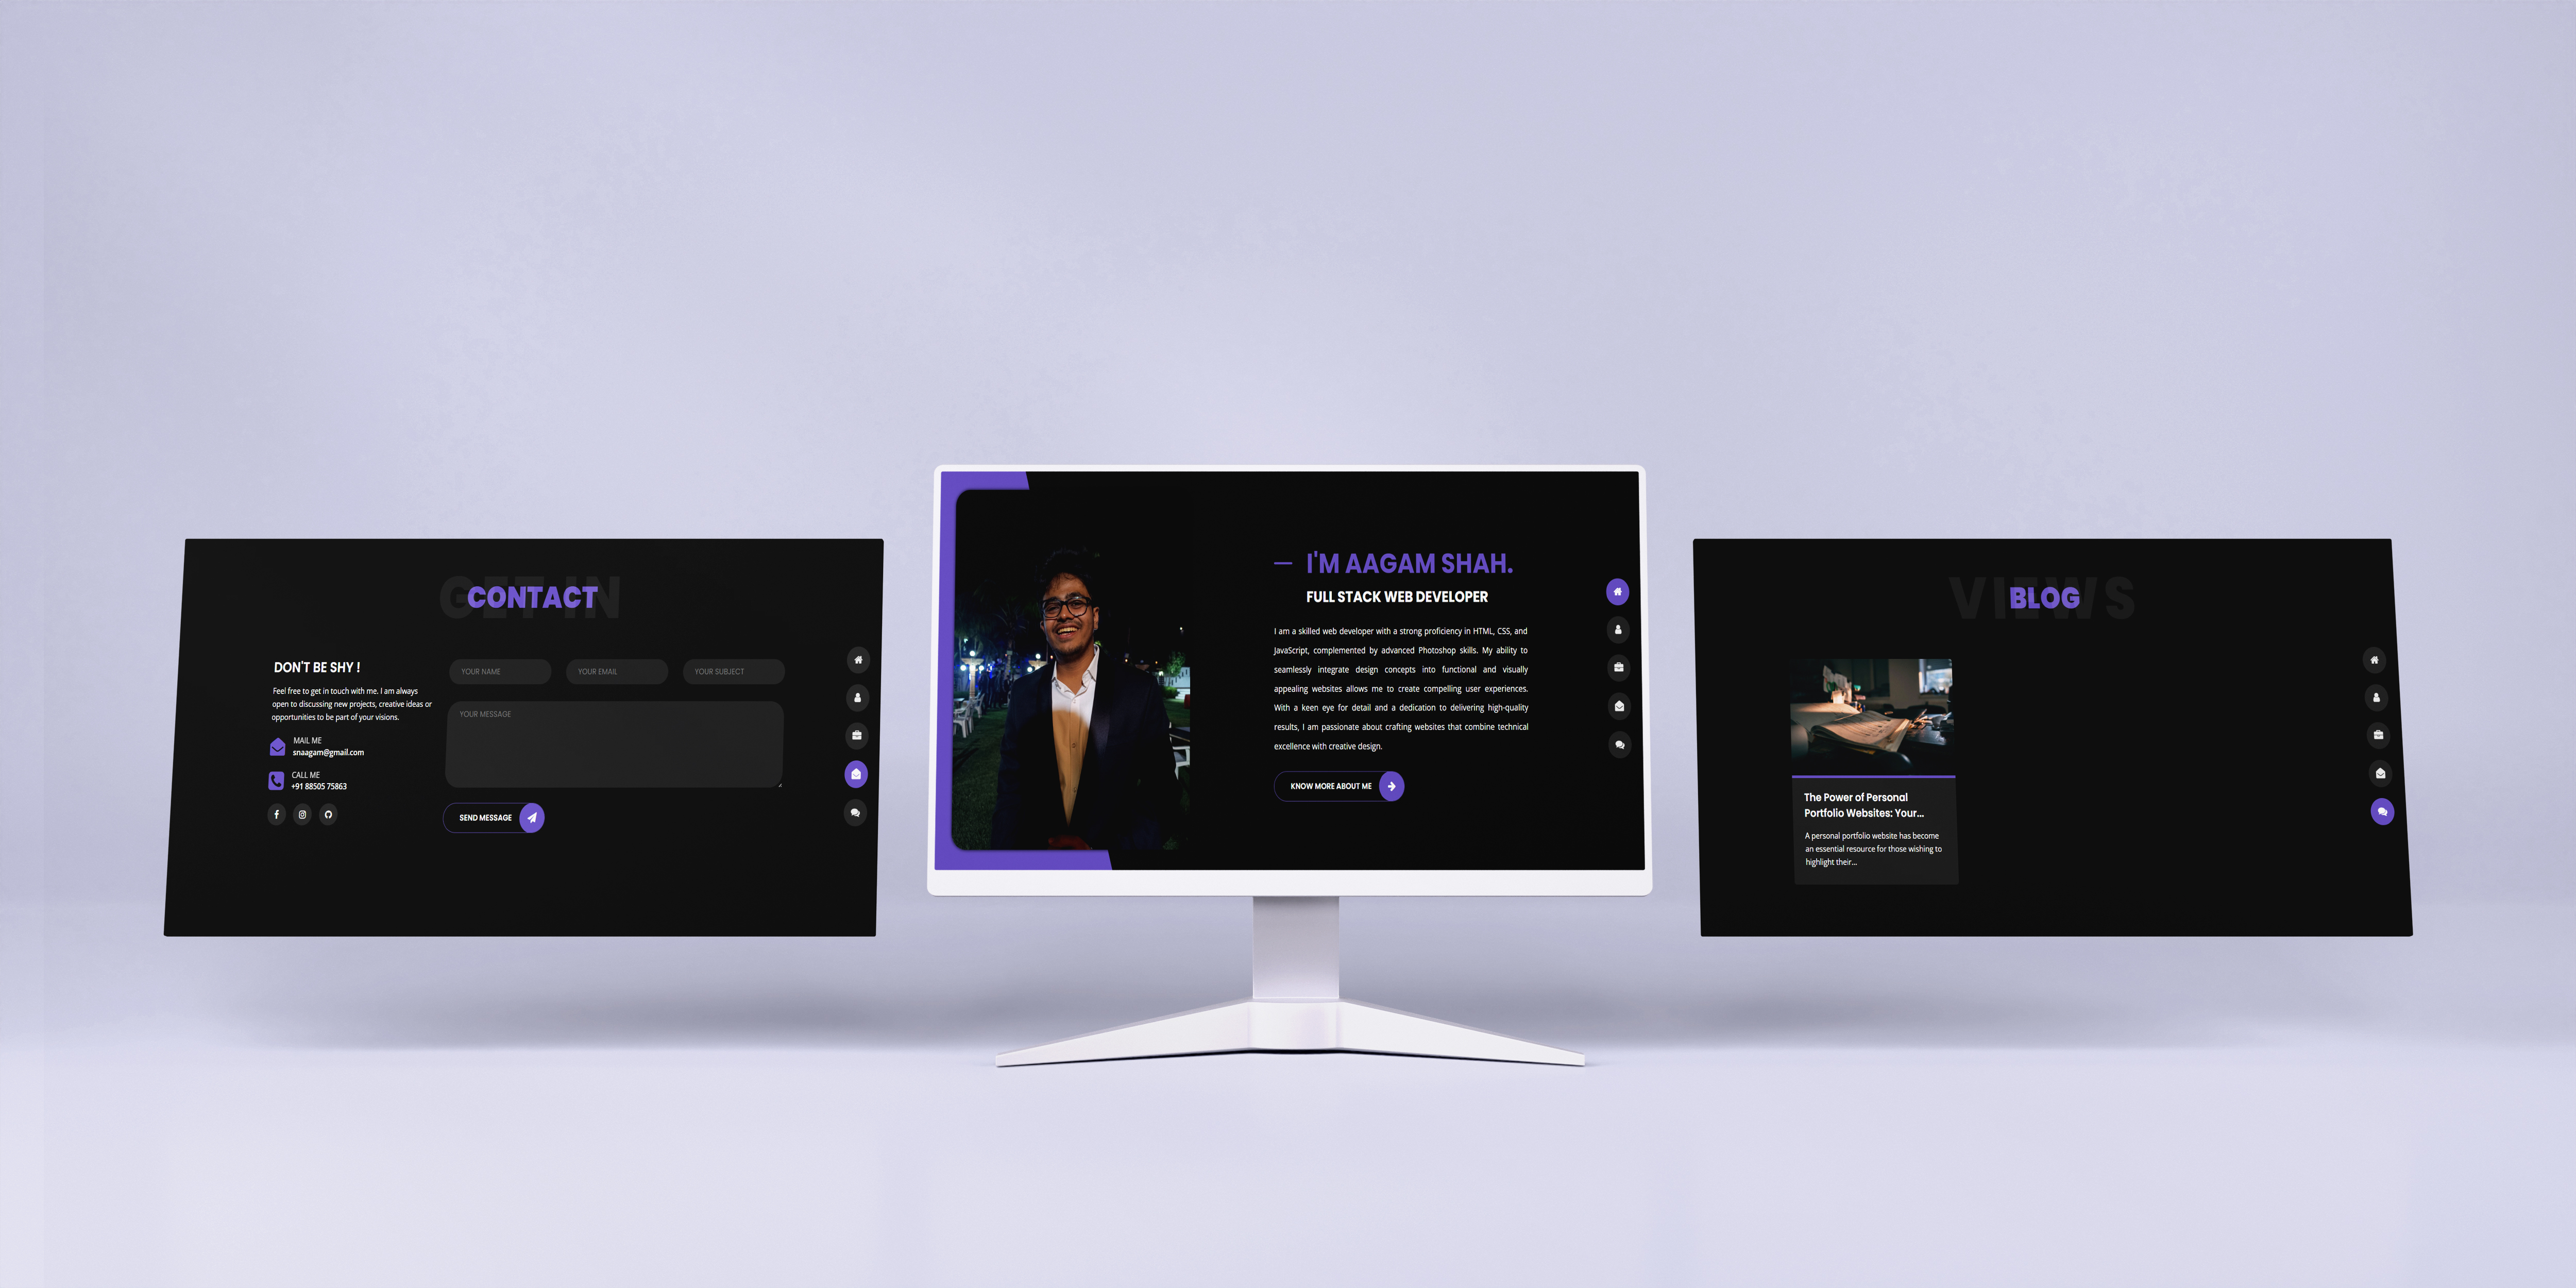 GET IN
CONTACT
DON'T BE SHY !
Feel free to get in touch with me. I am always
open to discussing new projects, creative ideas or
opportunities to be part of your visions.
MAIL ME
snaagam@gmail.com
CALL ME
+91 88505 75863
YOUR NAME
YOUR EMAIL
YOUR SUBJECT
YOUR MESSAGE
SEND MESSAGE
I'M AAGAM SHAH.
FULL STACK WEB DEVELOPER
I am a skilled web developer with a strong proficiency in HTML, CSS, and
JavaScript, complemented by advanced Photoshop skills. My ability to
seamlessly integrate design concepts into functional and visually
appealing websites allows me to create compelling user experiences.
With a keen eye for detail and a dedication to delivering high-quality
results, I am passionate about crafting websites that combine technical
excellence with creative design.
KNOW MORE ABOUT ME
VIEWS
BLOG
The Power of Personal
Portfolio Websites: Your...
A personal portfolio website has become
an essential resource for those wishing to
highlight their...